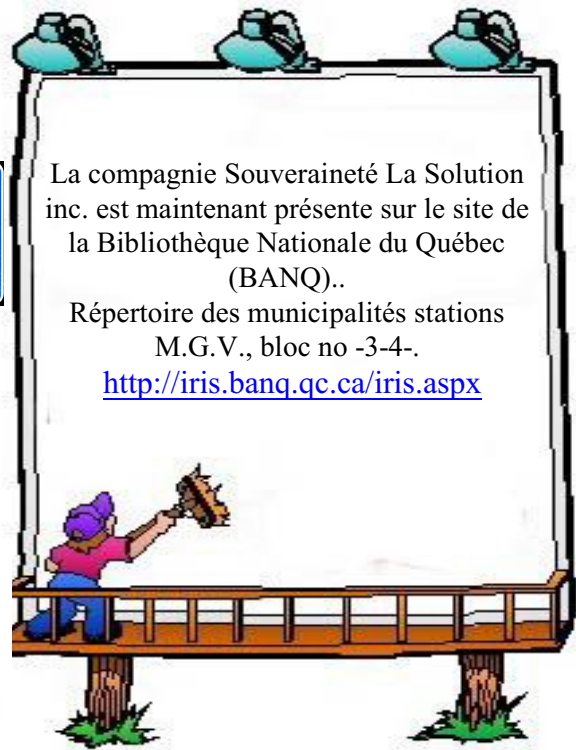 La compagnie Souveraineté La Solution
inc. est maintenant présente sur le site de
la Bibliothèque Nationale du Québec
(BANQ)..
Répertoire des municipalités stations
M.G.V., bloc no -3-4-.
http://iris.banq.qc.ca/iris.aspx